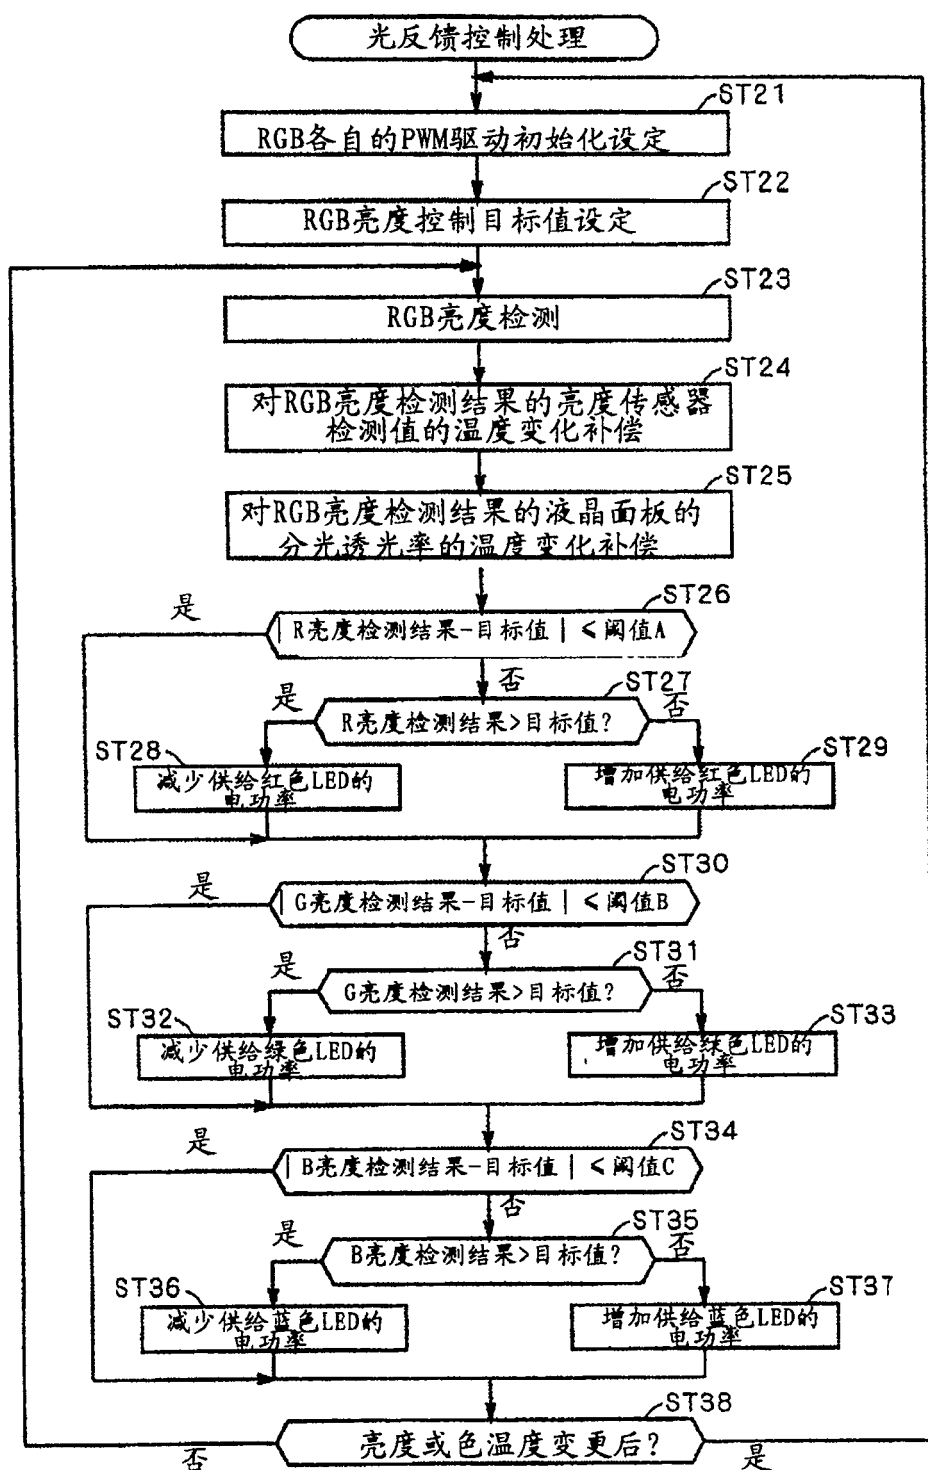 光反馈控制处理
ST21
RGB各自的PWM驱动初始化设定
ST22
RGB亮度控制目标值设定
ST23
RGB亮度检测
ST24
对RGB亮度检测结果的亮度传感器
检测值的温度变化补偿
ST25
对RGB亮度检测结果的液晶面板的
分光透光率的温度变化补偿
ST26
是
|R亮度检测结果-目标值|≤阈值A
否
ST27
是
R亮度检测结果>目标值?
否
ST28
减少供给红色LED的
电功率
ST29
增加供给红色LED的
电功率
ST30
是
|G亮度检测结果-目标值|≤阈值B
否
ST31
是
G亮度检测结果>目标值?
否
ST32
减少供给绿色LED的
电功率
ST33
增加供给绿色LED的
电功率
ST34
是
|B亮度检测结果-目标值|≤阈值C
否
ST35
是
B亮度检测结果>目标值?
否
ST36
减少供给蓝色LED的
电功率
ST37
增加供给蓝色LED的
电功率
ST38
亮度或色温度变更后?
否
是